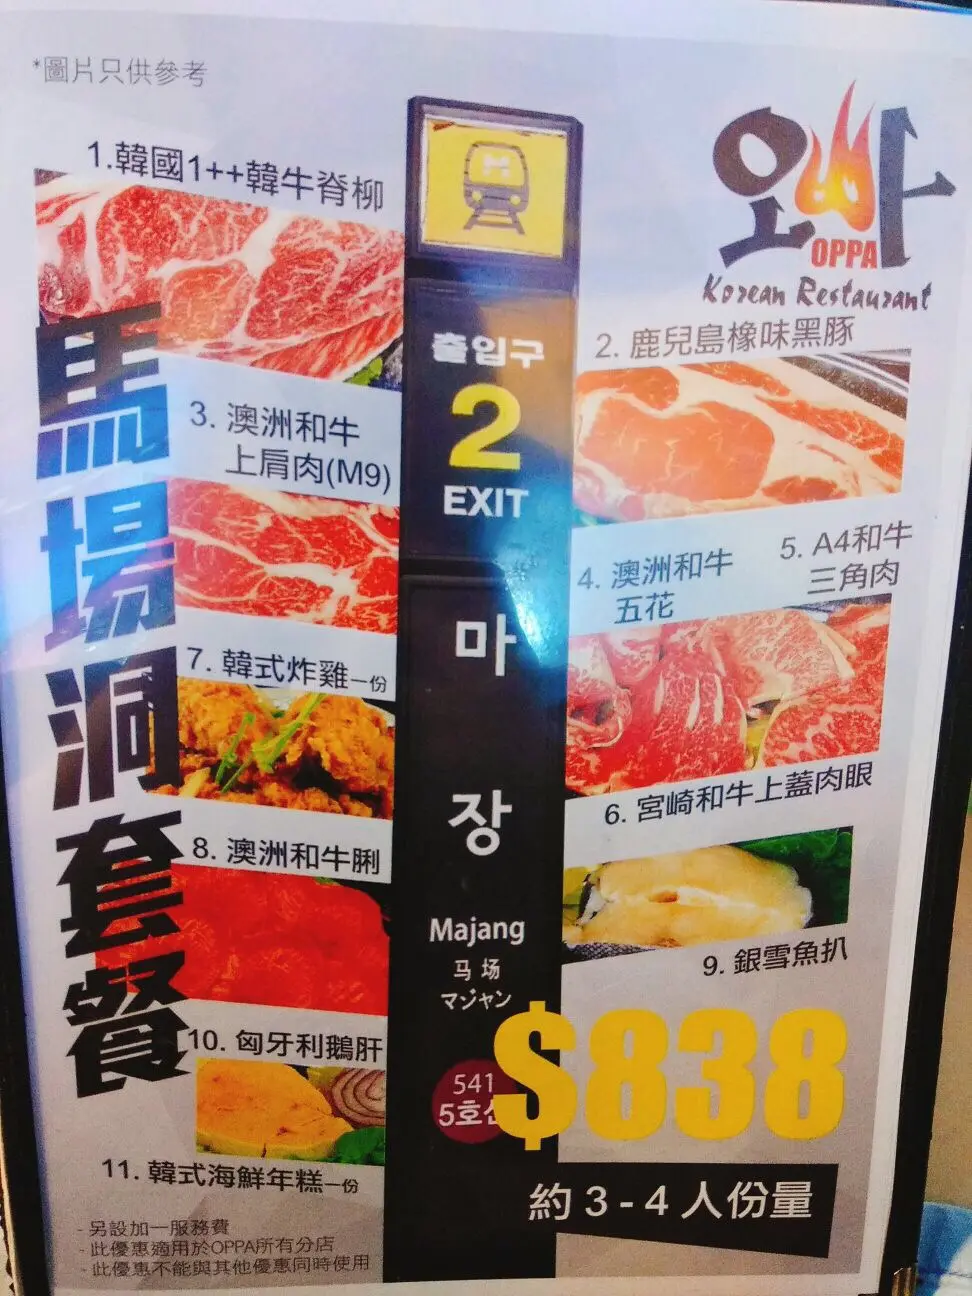 *圖片只供參考
오빠
OPPA
Korean Restaurant
1.韓國1++韓牛脊柳
2. 鹿兒島橡味黑豚
3. 澳洲和牛
上肩肉(M9)
4. 澳洲和牛
五花
5. A4和牛
三角肉
6. 宮崎和牛上蓋肉眼
7. 韓式炸雞一份
8. 澳洲和牛脷
9. 銀雪魚扒
10. 匈牙利鵝肝
11. 韓式海鮮年糕一份
馬場洞套餐
출입구
2
EXIT
마
장
Majang
马 场
マジャン
541
5호선
$838
約 3 - 4 人份量
- 另設加一服務費
- 此優惠適用於OPPA所有分店
- 此優惠不能與其他優惠同時使用